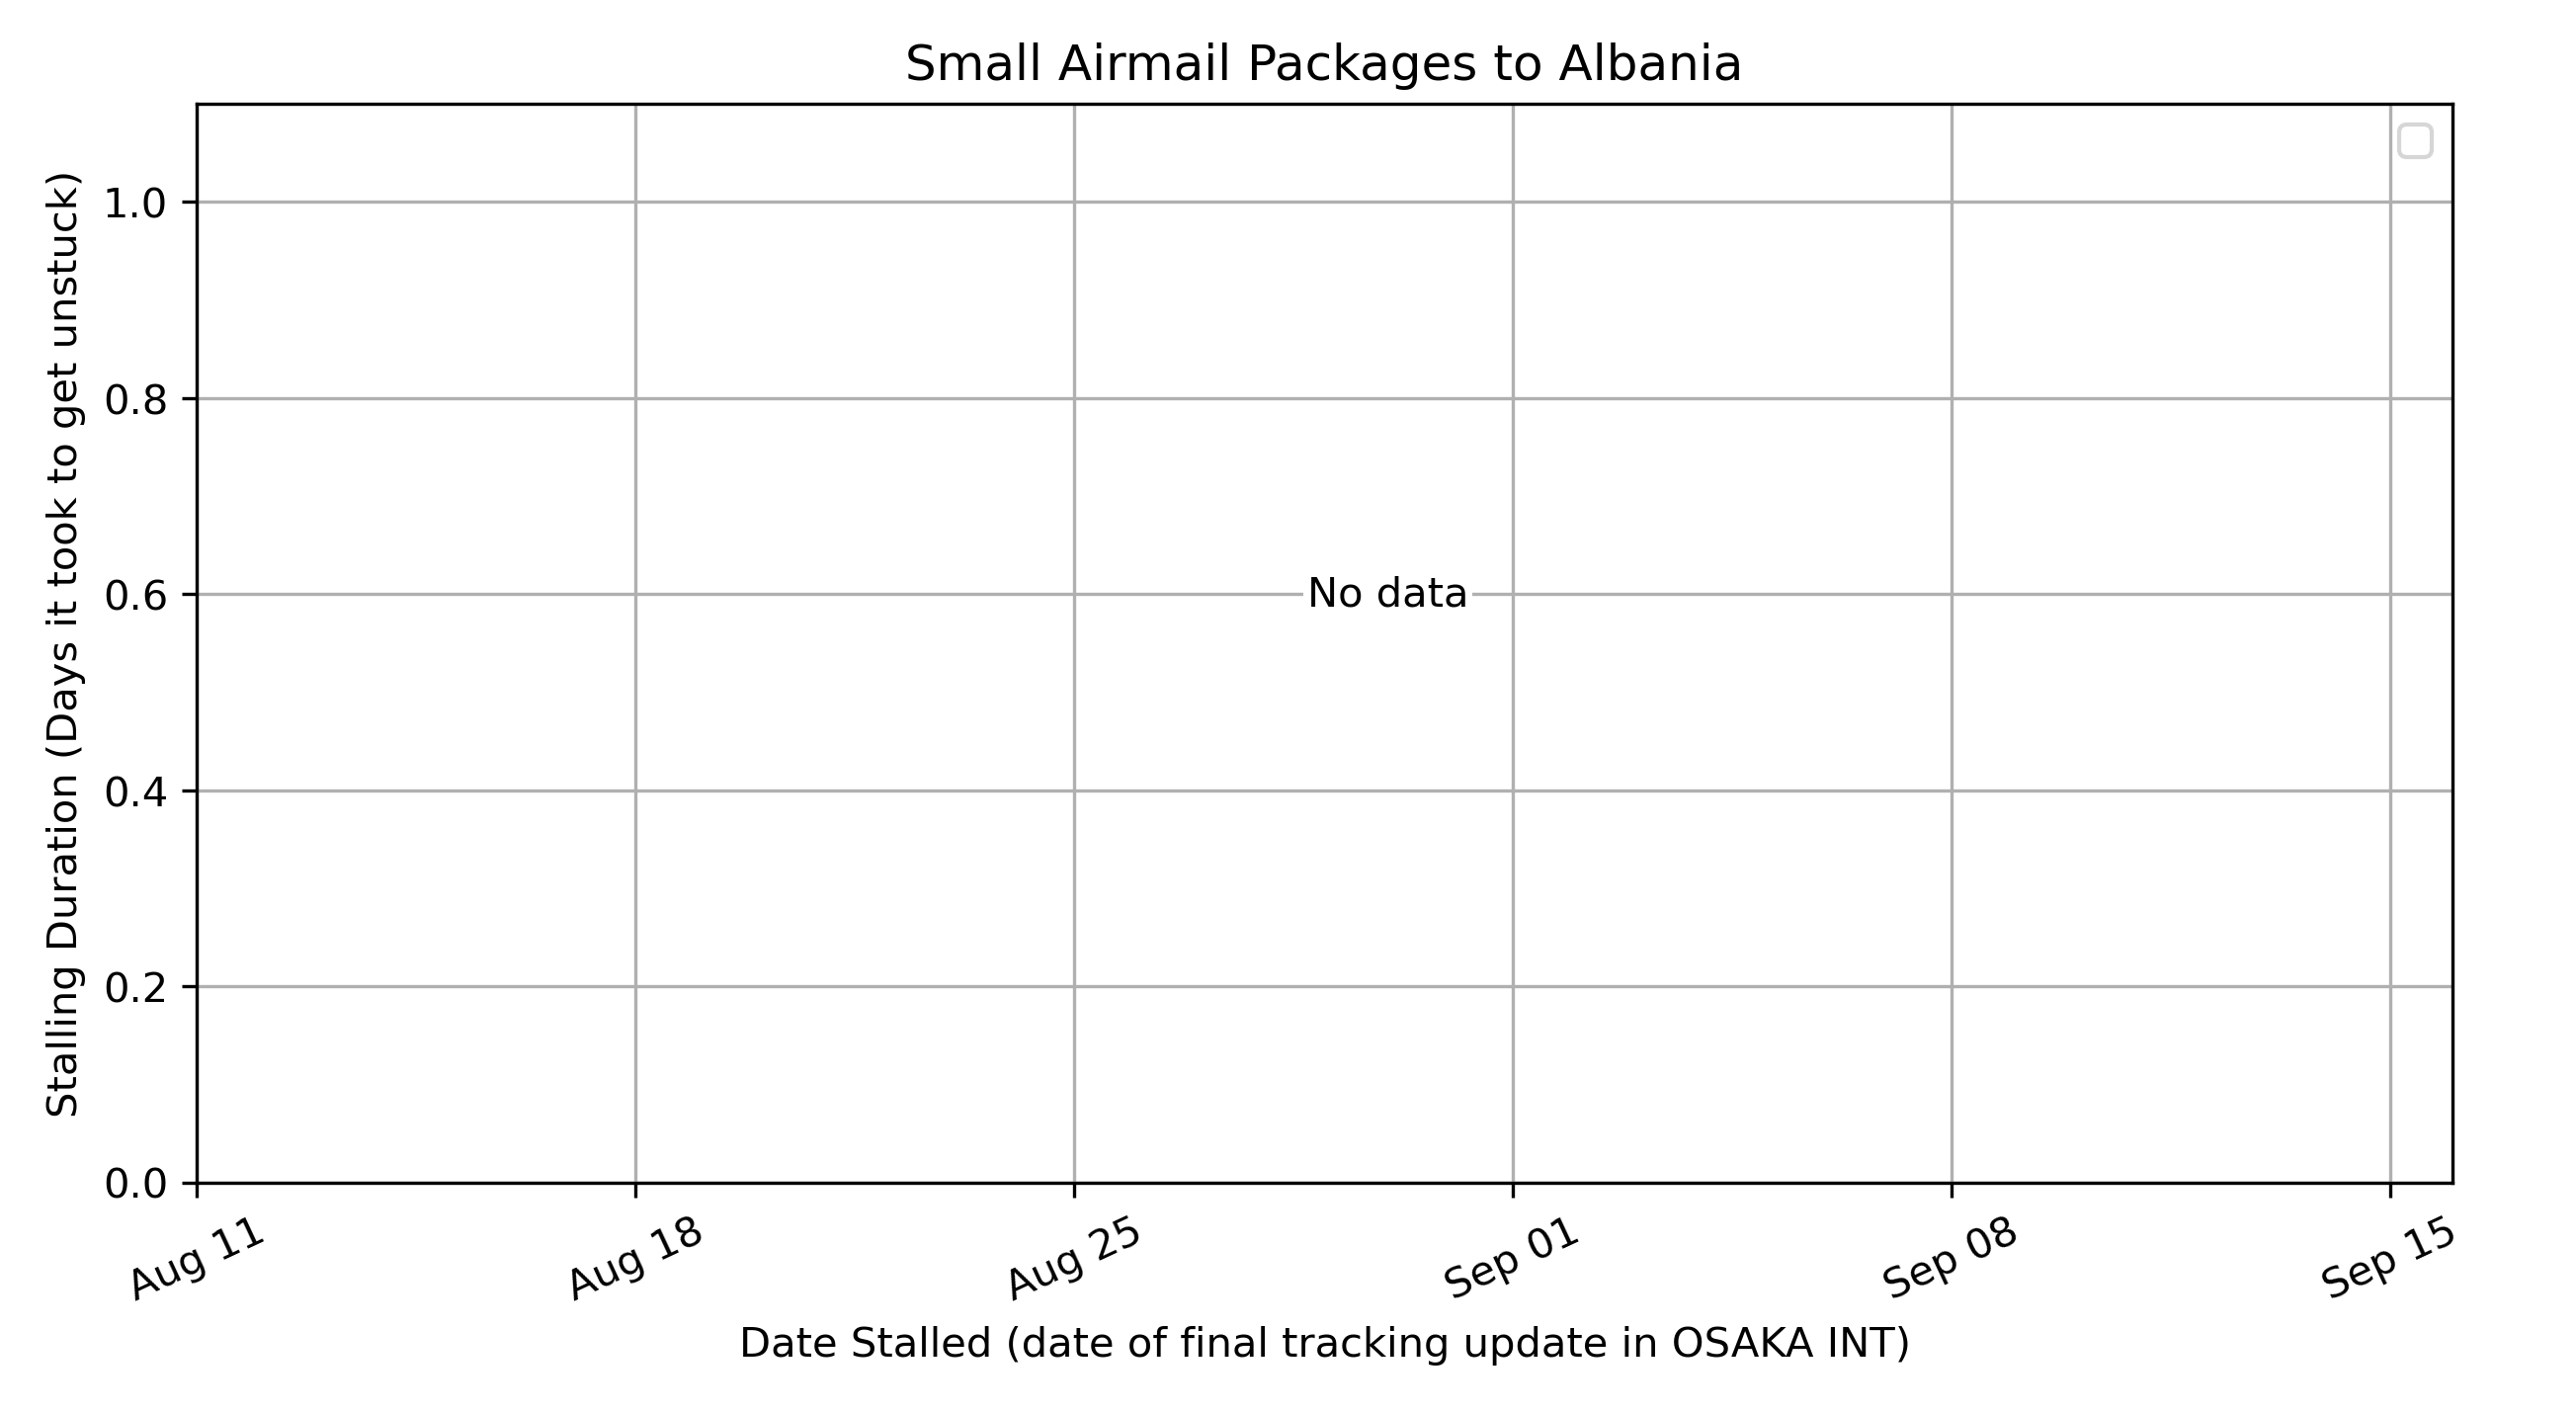 Small Airmail Packages to Albania
Stalling Duration (Days it took to get unstuck)
1.0
0.8
0.6
0.4
0.2
0.0
No data
Aug 11
Aug 18
Aug 25
Sep 01
Sep 08
Sep 15
Date Stalled (date of final tracking update in OSAKA INT)